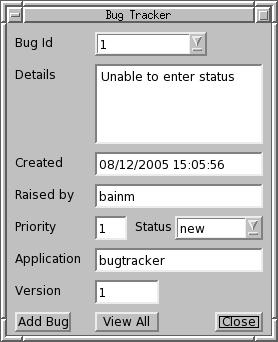 Bug Tracker
Bug Id 1
Details Unable to enter status
Created 08/12/2005 15:05:56
Raised by bainm
Priority 1 Status new
Application bugtracker
Version 1
Add Bug View All Close